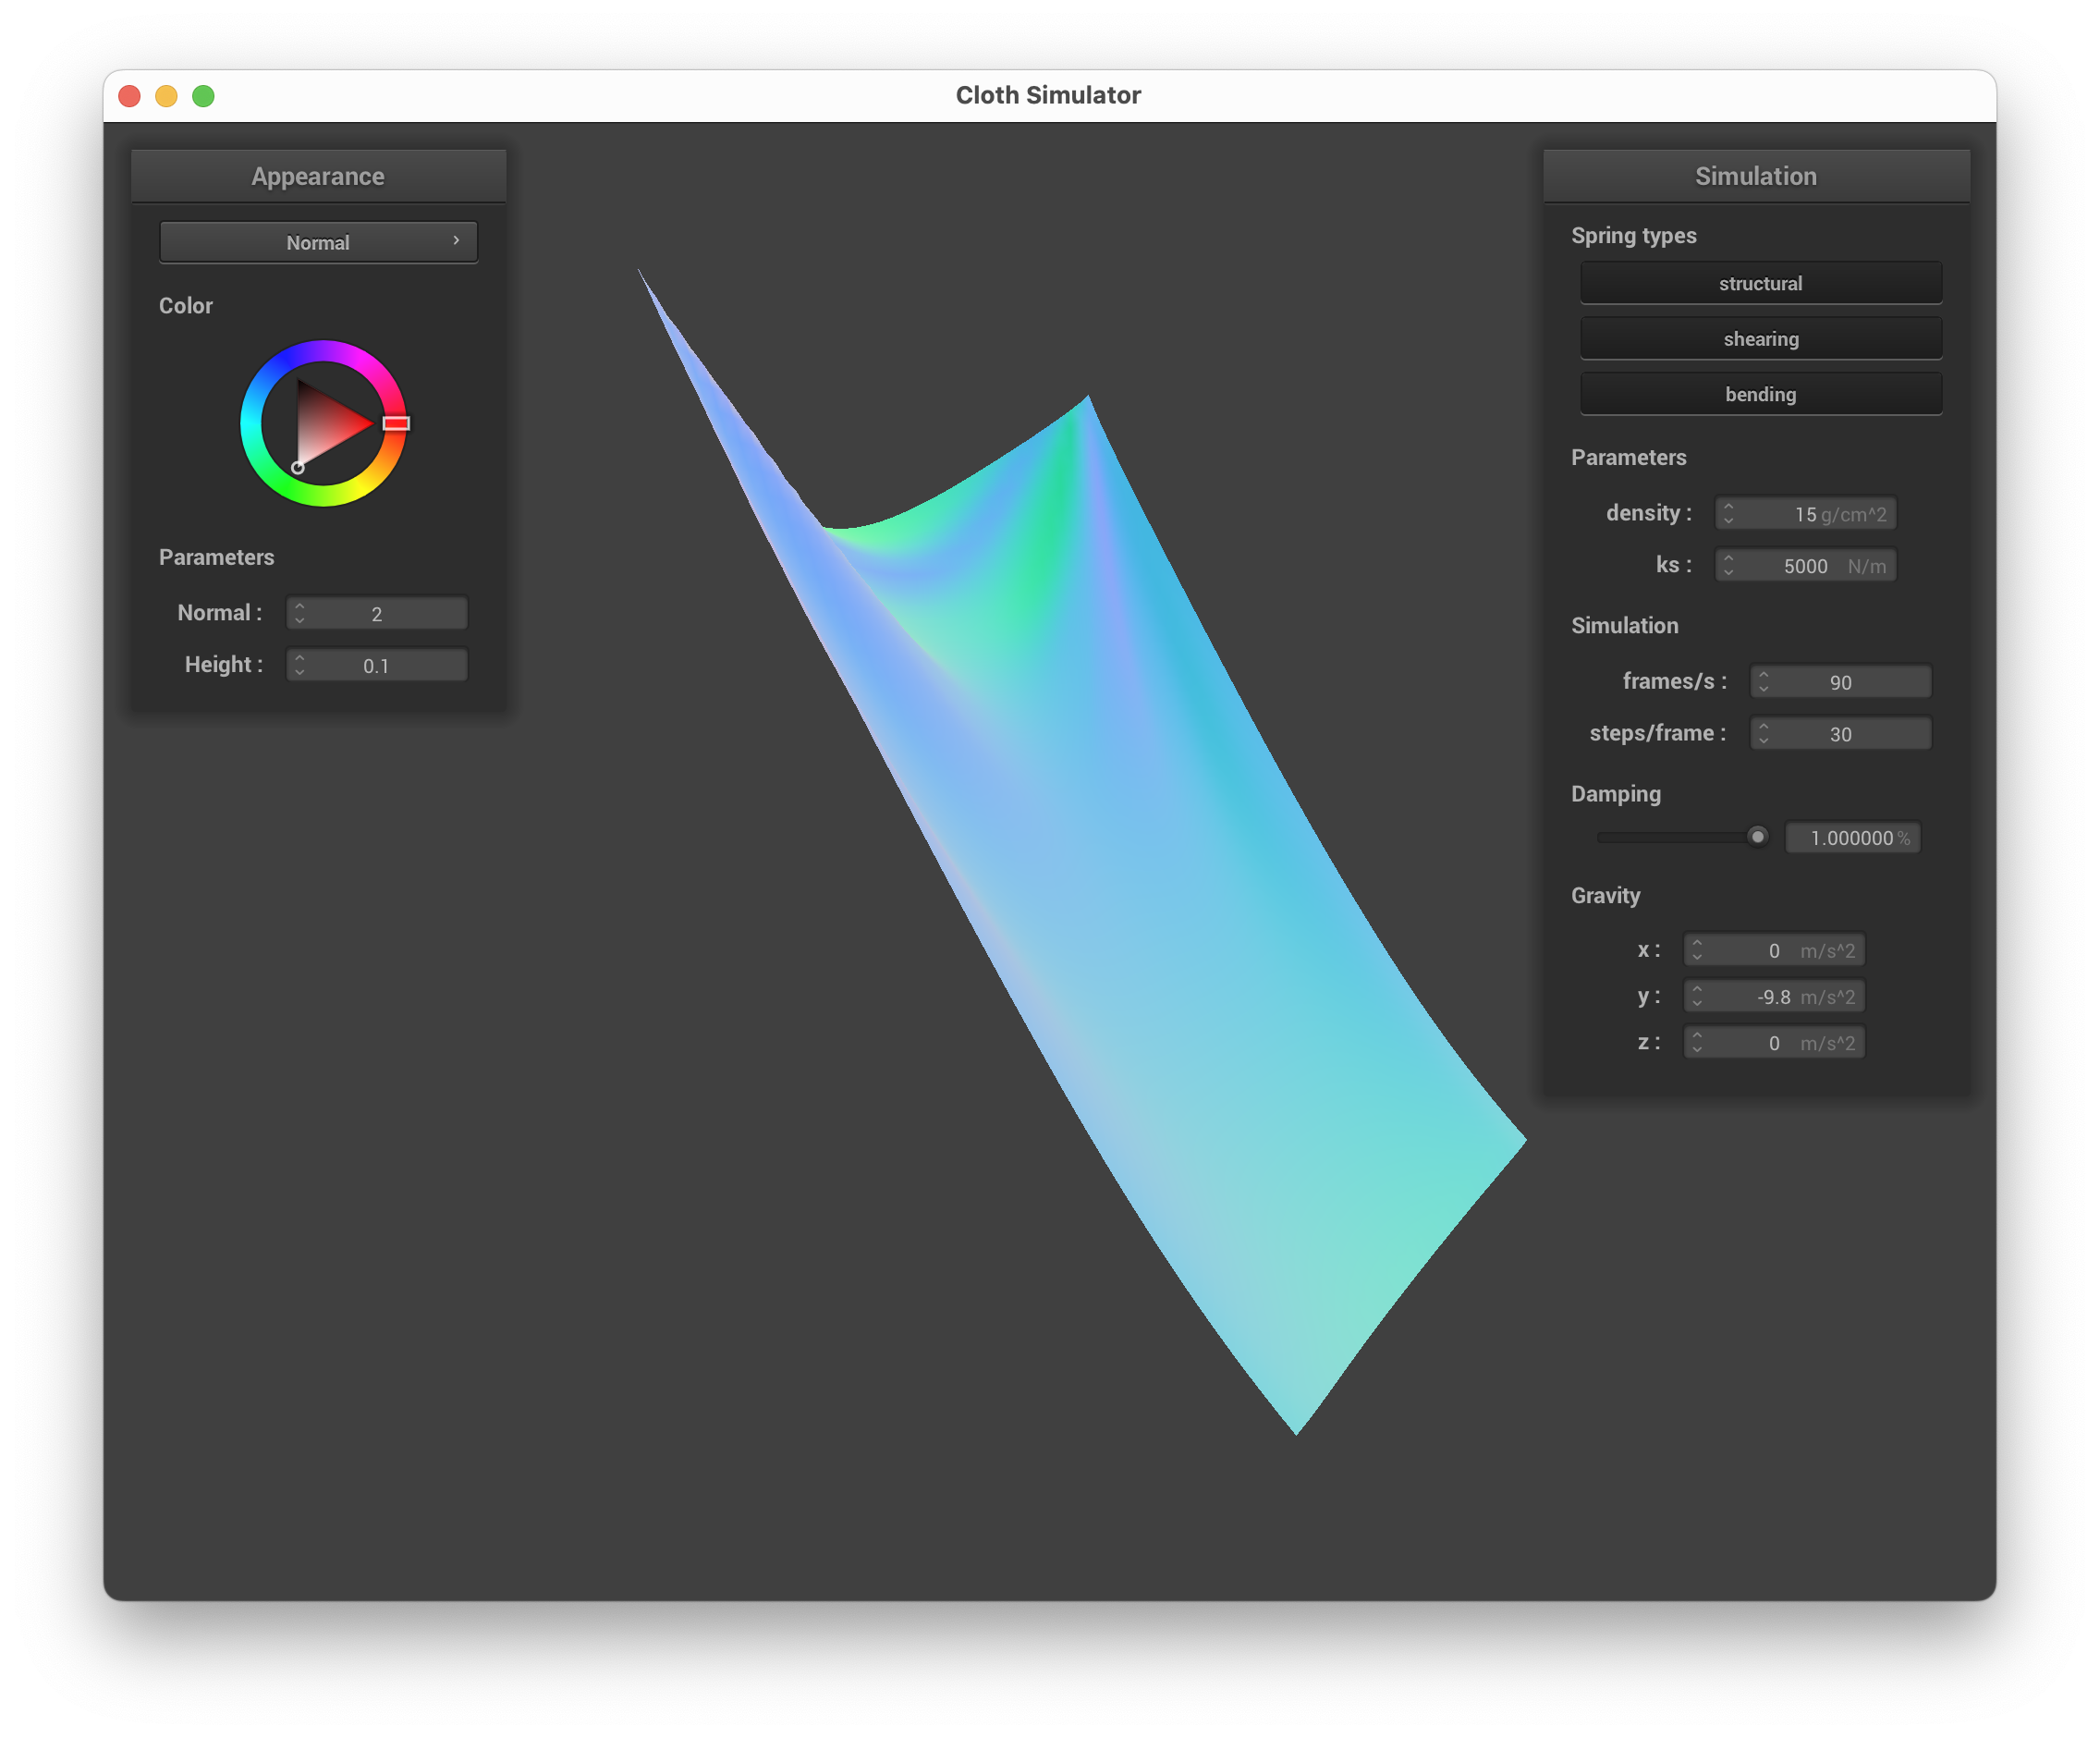 Cloth Simulator
Appearance
Normal
Color
Parameters
Normal : 2
Height : 0.1
Simulation
Spring types
structural
shearing
bending
Parameters
density : 15 g/cm^2
ks : 5000 N/m
Simulation
frames/s : 90
steps/frame : 30
Damping
1.000000 %
Gravity
x : 0 m/s^2
y : -9.8 m/s^2
z : 0 m/s^2